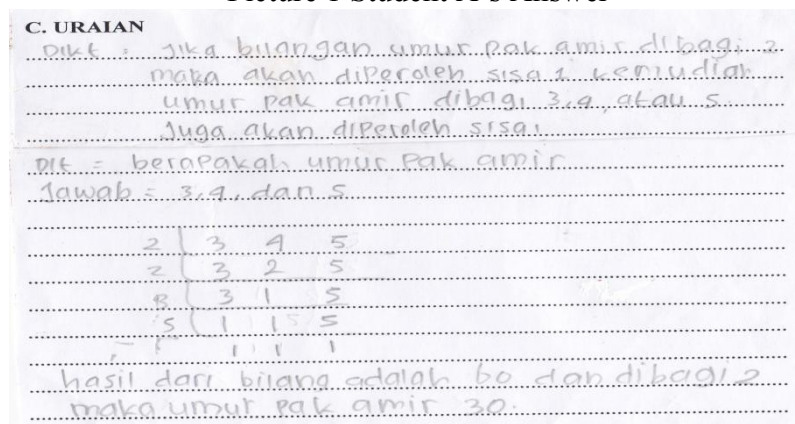 Picture 1 Student A's Answer
C. URAIAN
Dikt : Jika bilangan umur pak amir dibagi 2
maka akan diperoleh sisa 1 kemudian
umur pak amir dibagi 3,4, atau 5
Juga akan diperoleh sisa 1
Dit = berapakah umur pak amir
Jawab = 3,4, dan 5
2 3 4 5
2 3 2 5
3 1 5
5 1 1 5
1 1 1
hasil dari bilang adalah 60 dan dibagi 2
maka umur pak amir 30.